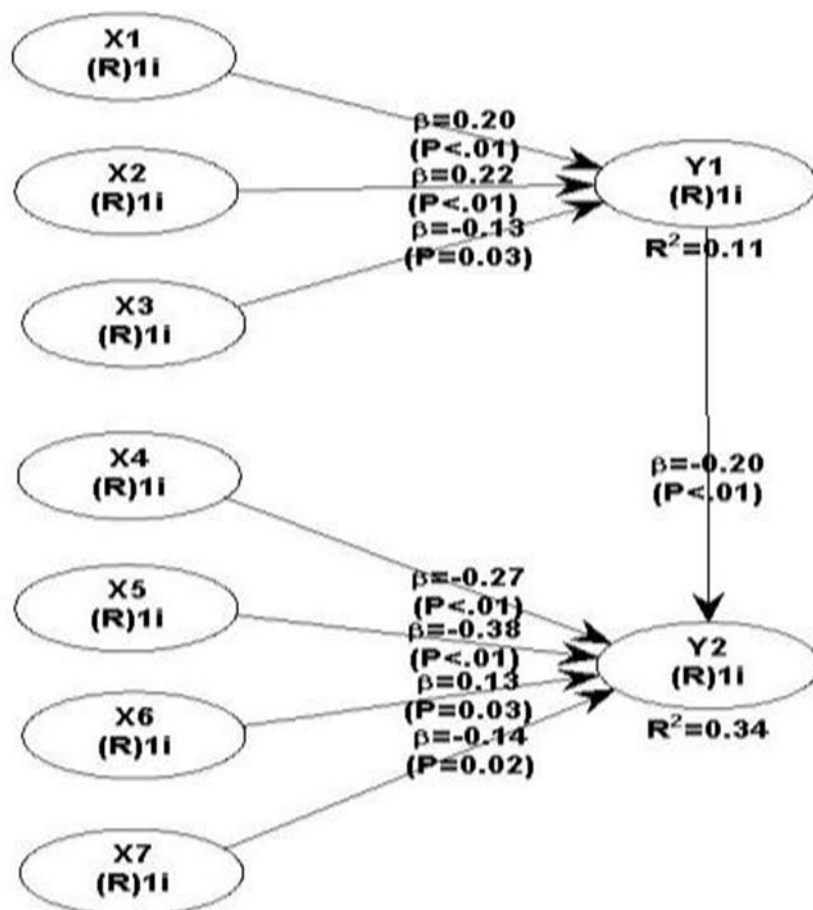 X1
(R)1i
β=0.20
(P<.01)
X2
(R)1i
β=0.22
(P<.01)
Y1
(R)1i
R²=0.11
β=-0.13
(P=0.03)
X3
(R)1i
X4
(R)1i
β=-0.20
(P<.01)
β=-0.27
(P<.01)
X5
(R)1i
β=-0.38
(P<.01)
Y2
(R)1i
R²=0.34
β=0.13
(P=0.03)
X6
(R)1i
β=-0.14
(P=0.02)
X7
(R)1i